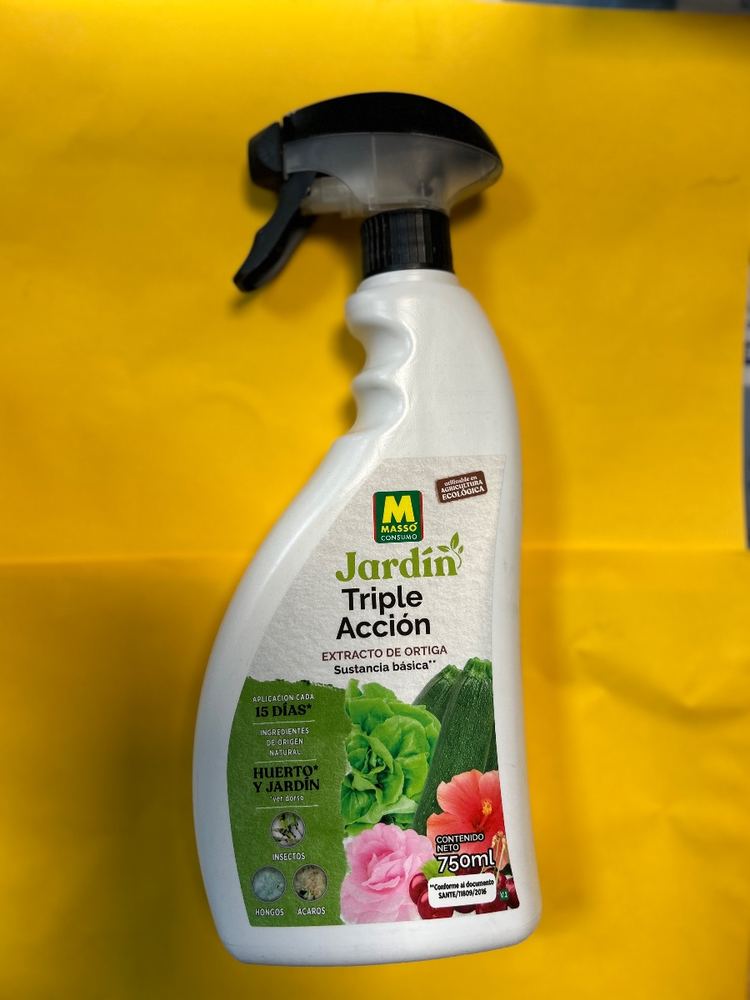 utilizable en
AGRICULTURA
ECOLÓGICA
M
MASSÓ
CONSUMO
Jardín
Triple
Acción
EXTRACTO DE ORTIGA
Sustancia básica**
APLICACIÓN CADA
15 DÍAS*
INGREDIENTES
DE ORIGEN
NATURAL
HUERTO*
Y JARDÍN
*ver dorso
INSECTOS
HONGOS
ÁCAROS
CONTENIDO
NETO
750ml
**Conforme al documento
SANTE/11809/2016